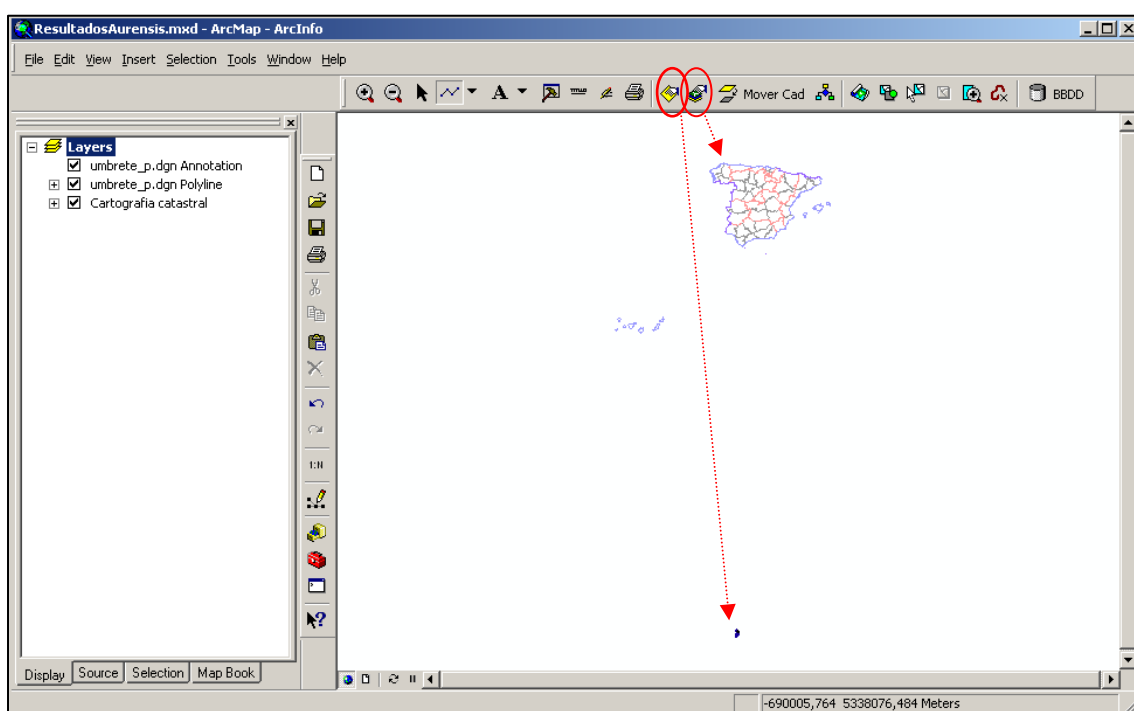 ResultadosAurensis.mxd - ArcMap - ArcInfo
File Edit View Insert Selection Tools Window Help
A Mover Cad BBDD
Layers
umbrete_p.dgn Annotation
umbrete_p.dgn Polyline
Cartografia catastral
1:N
Display Source Selection Map Book
-690005,764 5338076,484 Meters